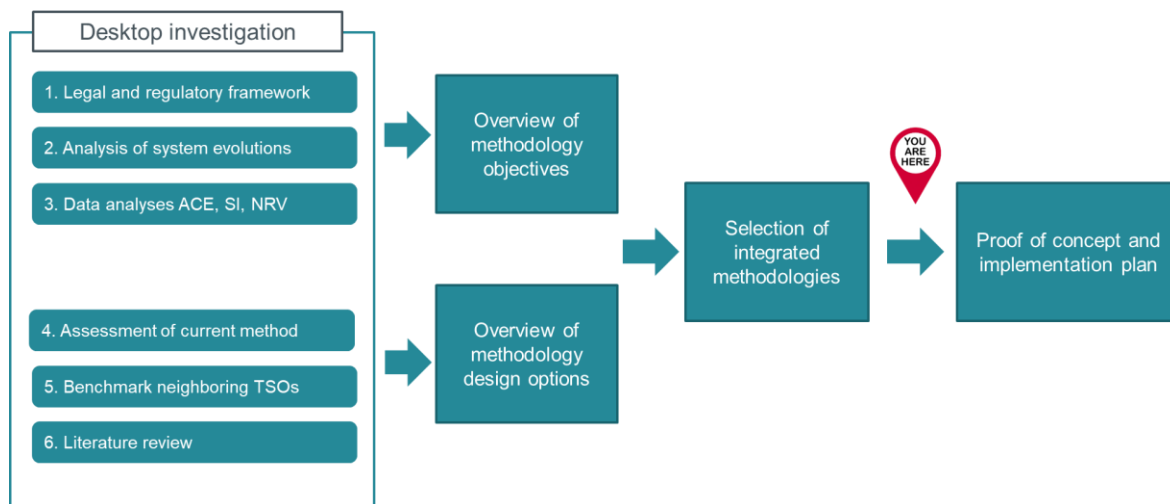 Desktop investigation
1. Legal and regulatory framework
2. Analysis of system evolutions
3. Data analyses ACE, SI, NRV
4. Assessment of current method
5. Benchmark neighboring TSOs
6. Literature review
Overview of
methodology
objectives
Overview of
methodology
design options
Selection of
integrated
methodologies
YOU
ARE
HERE
Proof of concept and
implementation plan